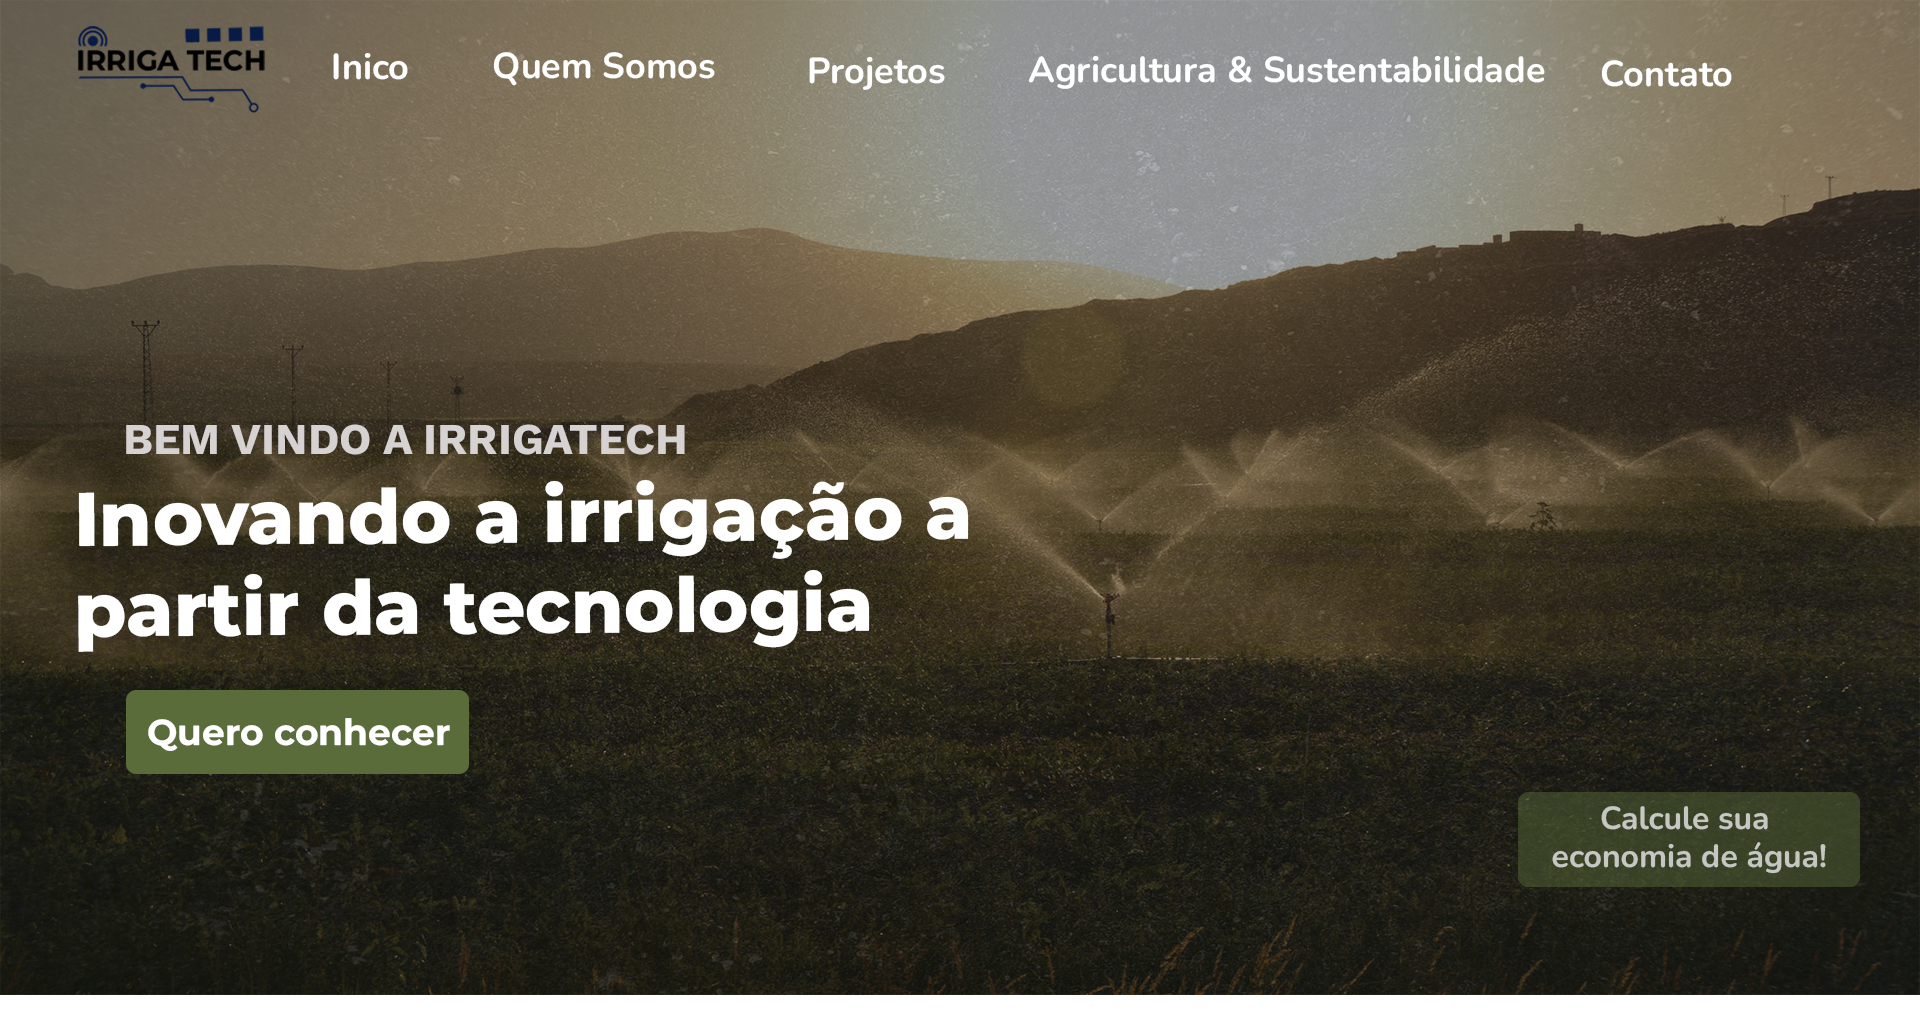 IRRIGA TECH
Inico
Quem Somos
Projetos
Agricultura & Sustentabilidade
Contato
BEM VINDO A IRRIGATECH
Inovando a irrigação a
partir da tecnologia
Quero conhecer
Calcule sua
economia de água!